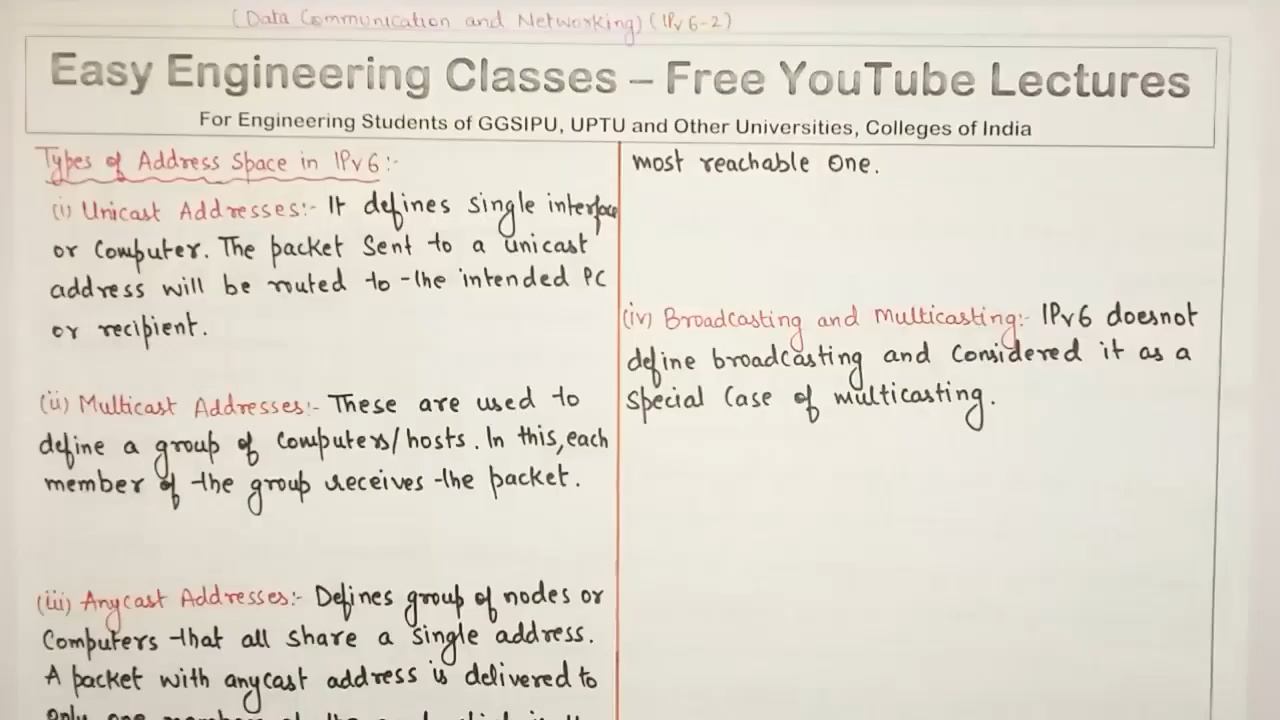 (Data Communication and Networking) (IPv6-2)
Easy Engineering Classes – Free YouTube Lectures
For Engineering Students of GGSIPU, UPTU and Other Universities, Colleges of India
Types of Address Space in IPv6:-
(i) Unicast Addresses:- It defines single interface
or Computer. The packet Sent to a unicast
address will be routed to the intended PC
or recipient.
(ii) Multicast Addresses:- These are used to
define a group of Computers/hosts. In this, each
member of the group receives the packet.
(iii) Anycast Addresses:- Defines group of nodes or
Computers that all share a single address.
A packet with anycast address is delivered to
only one
most reachable One.
(iv) Broadcasting and Multicasting:- IPv6 doesnot
define broadcasting and Considered it as a
Special Case of multicasting.